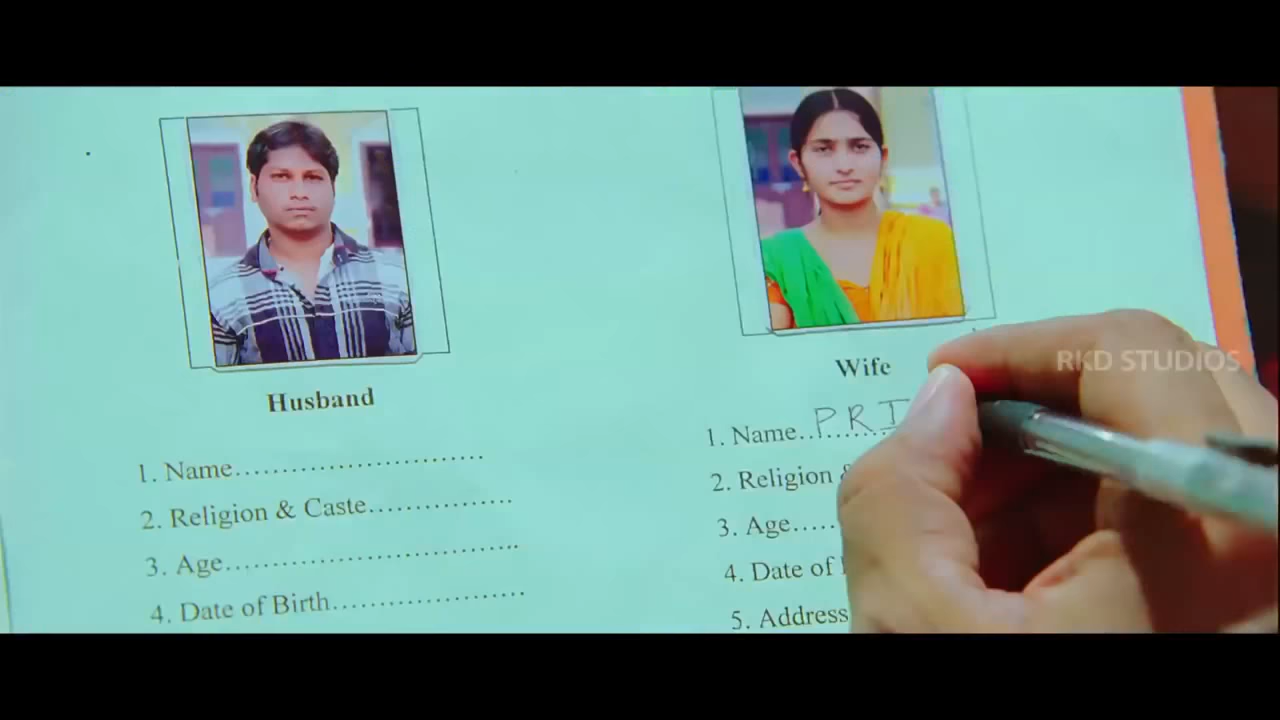 RKD STUDIOS
Husband
1. Name........................
2. Religion & Caste..............
3. Age............................
4. Date of Birth..................
Wife
1. Name.. PRI
2. Religion
3. Age.....
4. Date of
5. Address